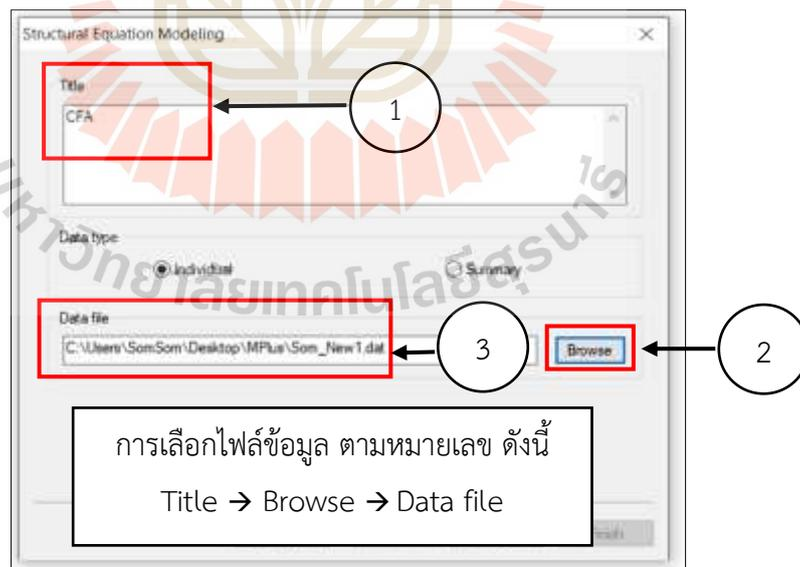 Structural Equation Modeling
Title
CFA
1
Data type
Individual
Summary
Data file
C:\Users\SomSom\Desktop\MPlus\Som_New1.dat
3
Browse
2
การเลือกไฟล์ข้อมูล ตามหมายเลข ดังนี้
Title → Browse → Data file
Finish